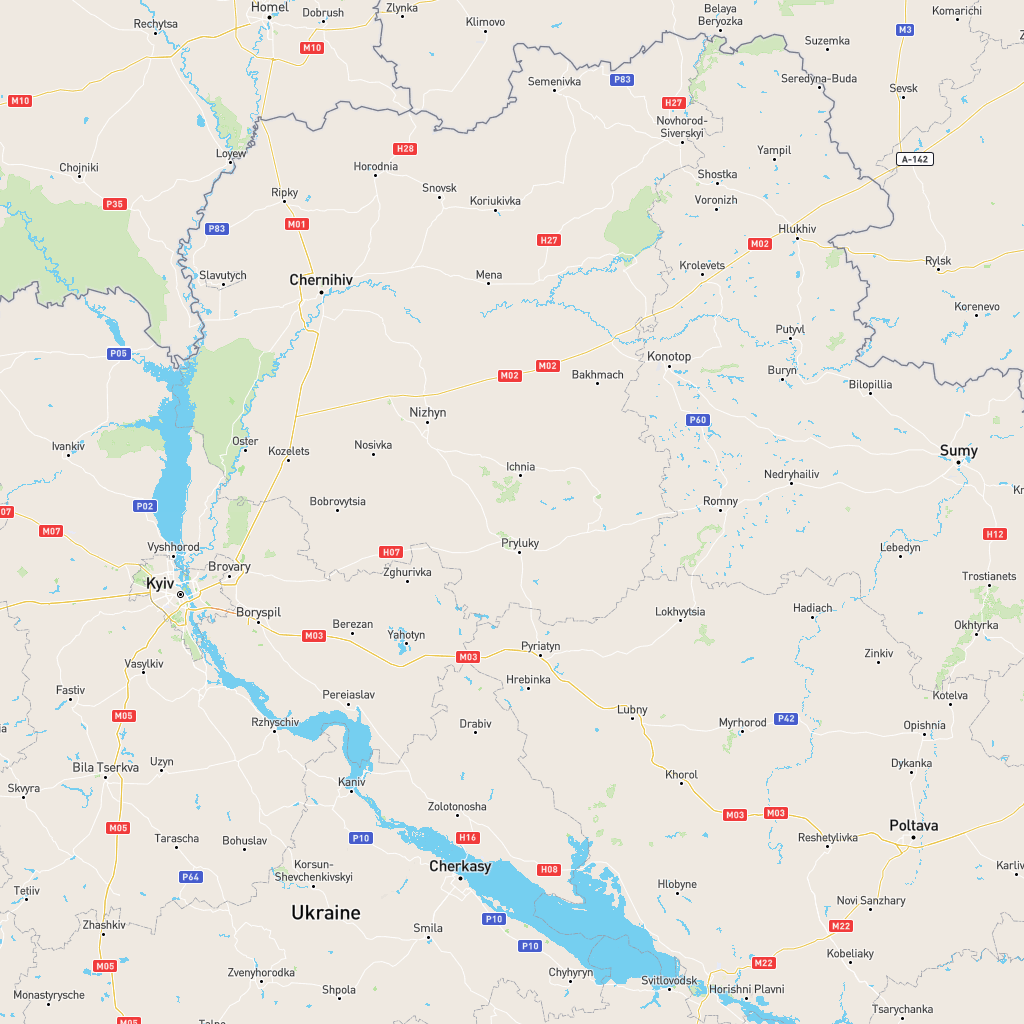 Homel
Dobrush
Zlynka
Klimovo
Belaya
Beryozka
Komarichi
Rechytsa
M10
M3
Suzemka
Semenivka
P83
Seredyna-Buda
Sevsk
M10
H27
Novhorod-
Siverskyi
Loyew
H28
Yampil
A-142
Chojniki
Horodnia
Shostka
Snovsk
Ripky
Koriukivka
Voronizh
P35
P83
M01
H27
M02
Hlukhiv
Slavutych
Chernihiv
Mena
Krolevets
Rylsk
Korenevo
Putyvl
P05
M02
M02
Konotop
Bakhmach
Buryn
Bilopillia
Nizhyn
P60
Ivankiv
Oster
Kozelets
Nosivka
Sumy
Ichnia
Nedryhailiv
Bobrovytsia
Romny
P02
07
M07
H12
Vyshhorod
H07
Pryluky
Lebedyn
Brovary
Zghurivka
Trostianets
Kyiv
Boryspil
Lokhvytsia
Hadiach
Berezan
Okhtyrka
M03
Yahotyn
M03
Pyriatyn
Zinkiv
Vasylkiv
Hrebinka
Fastiv
Pereiaslav
Kotelva
M05
Rzhyschiv
Drabiv
Lubny
Myrhorod
P42
Opishnia
Bila Tserkva
Uzyn
Khorol
Dykanka
Skvyra
Kaniv
Zolotonosha
M03
M03
M05
P10
H16
Poltava
Tarascha
Bohuslav
Reshetylivka
Cherkasy
H08
Korsun-
Shevchenkivskyi
P64
Tetiiv
Hlobyne
Karliv
Novi Sanzhary
Ukraine
P10
Zhashkiv
Smila
P10
M22
Kobeliaky
M05
Zvenyhorodka
Chyhyryn
M22
Svitlovodsk
Horishni Plavni
Monastyrysche
Shpola
Tsarychanka
M05
Talne